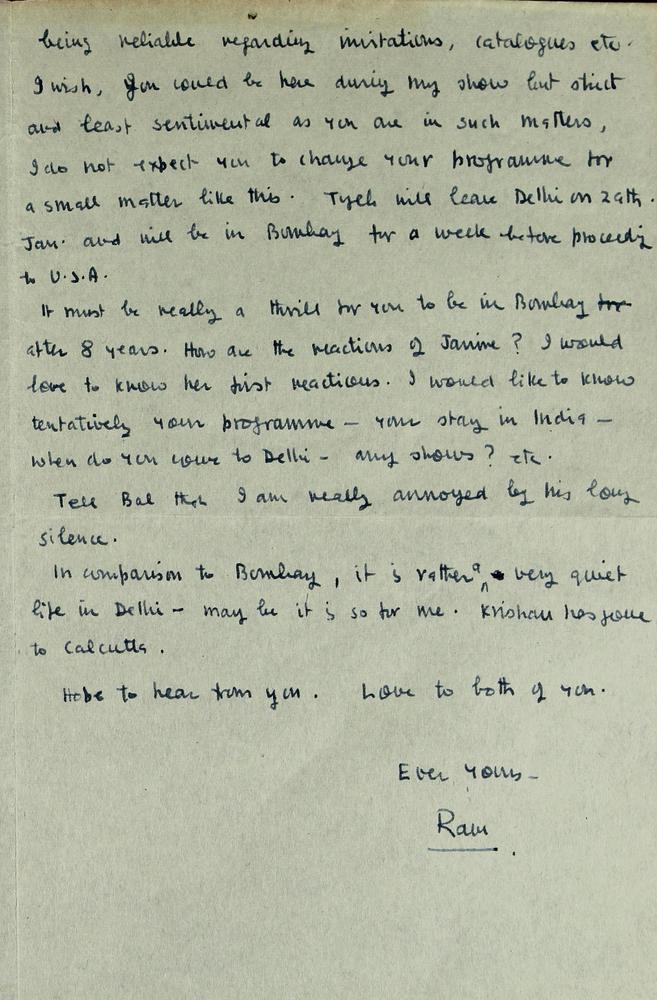 being reliable regarding invitations, catalogues etc.
I wish, you could be here during my show but strict
and least sentimental as you are in such matters,
I do not expect you to change your programme for
a small matter like this. Tyeb will leave Delhi on 29th.
Jan. and will be in Bombay for a week before proceeding
to U.S.A.
It must be really a thrill for you to be in Bombay for
after 8 years. How are the reactions of Janine? I would
love to know her first reactions. I would like to know
tentatively your programme – your stay in India –
when do you come to Delhi – any shows? etc.
Tell Bal that I am really annoyed by his long
silence.
In comparison to Bombay, it is rather a very quiet
life in Delhi – may be it is so for me. Krishan has gone
to Calcutta.
Hope to hear from you. Love to both of you.
Ever yours –
Ram